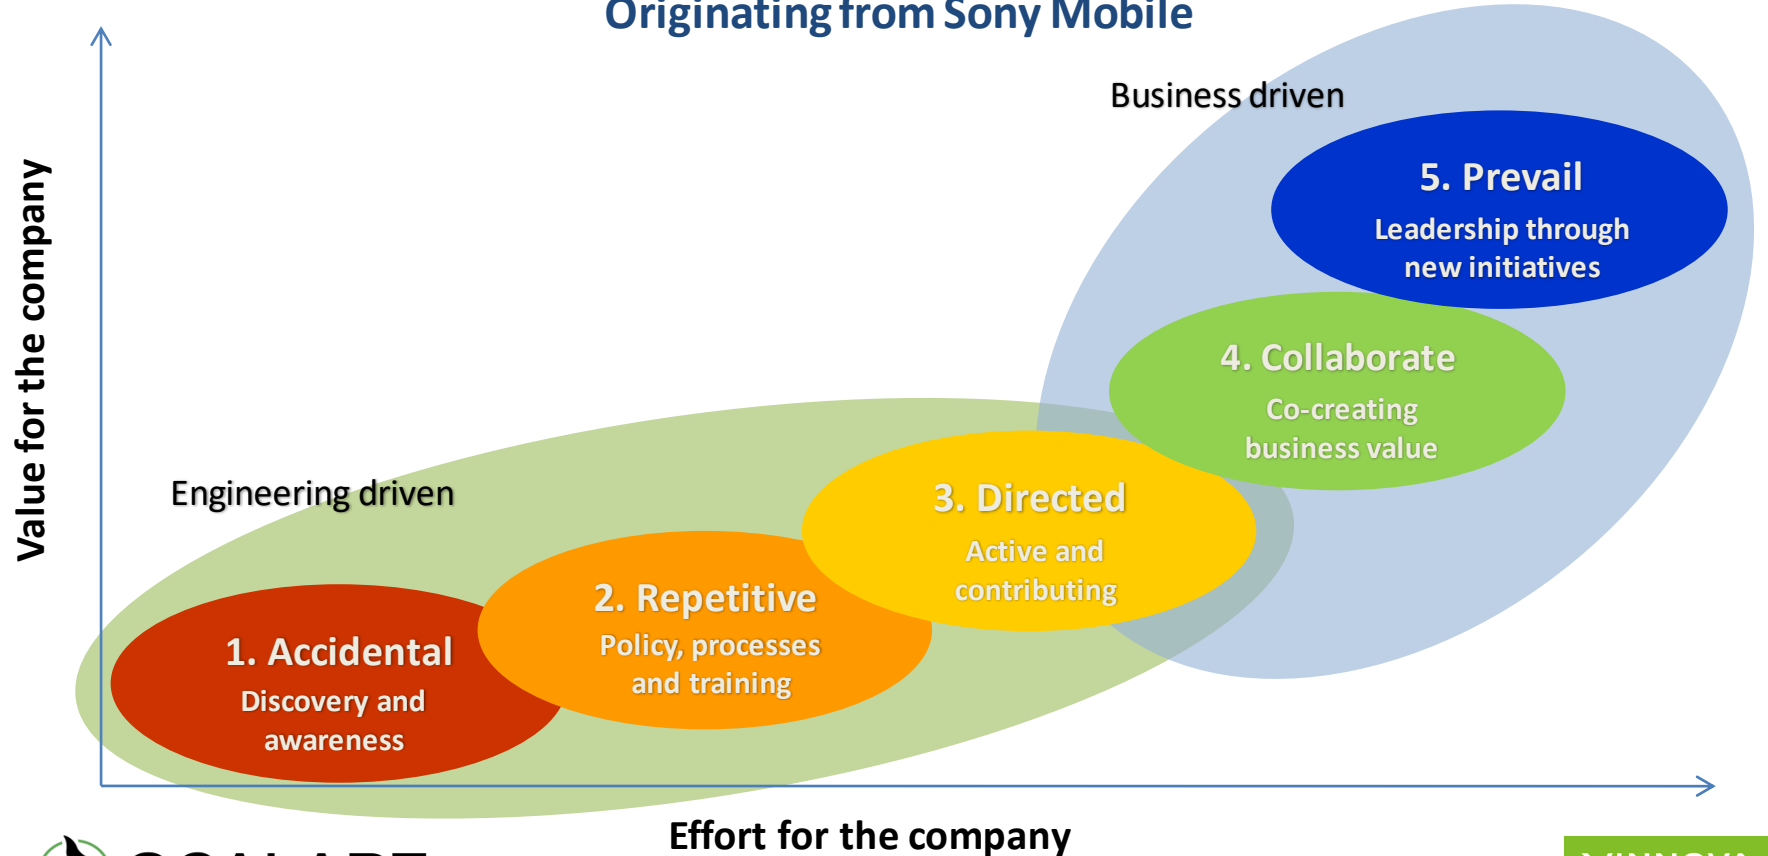 Originating from Sony Mobile
Business driven
5. Prevail
Leadership through
new initiatives
4. Collaborate
Co-creating
business value
Engineering driven
3. Directed
Active and
contributing
2. Repetitive
Policy, processes
and training
1. Accidental
Discovery and
awareness
Value for the company
Effort for the company